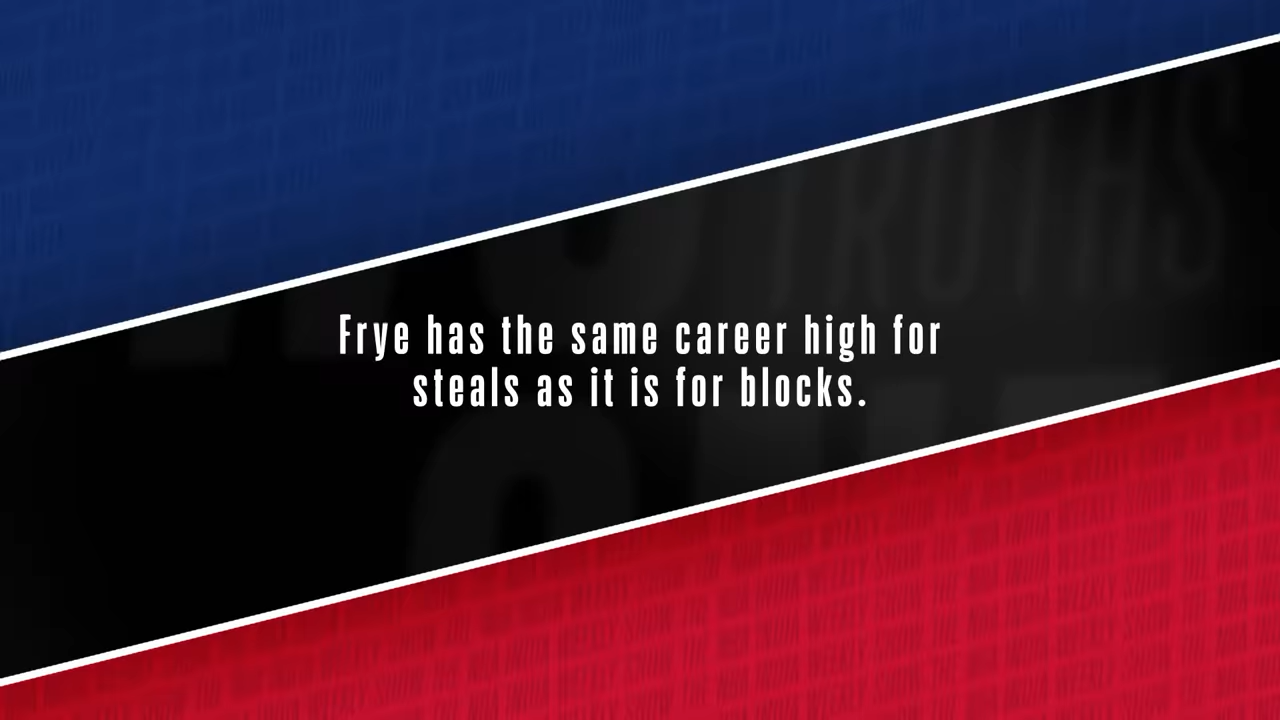 Frye has the same career high for
steals as it is for blocks.